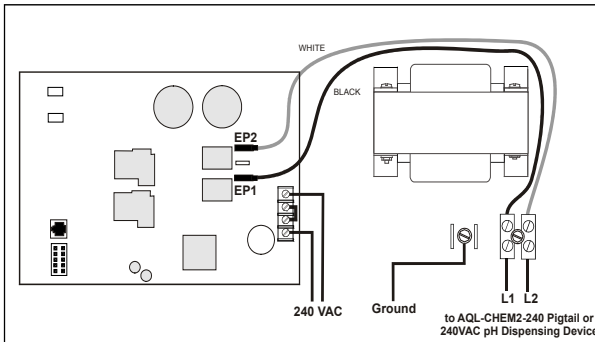 WHITE
BLACK
EP2
EP1
240 VAC
Ground
L1 L2
to AQL-CHEM2-240 Pigtail or
240VAC pH Dispensing Device